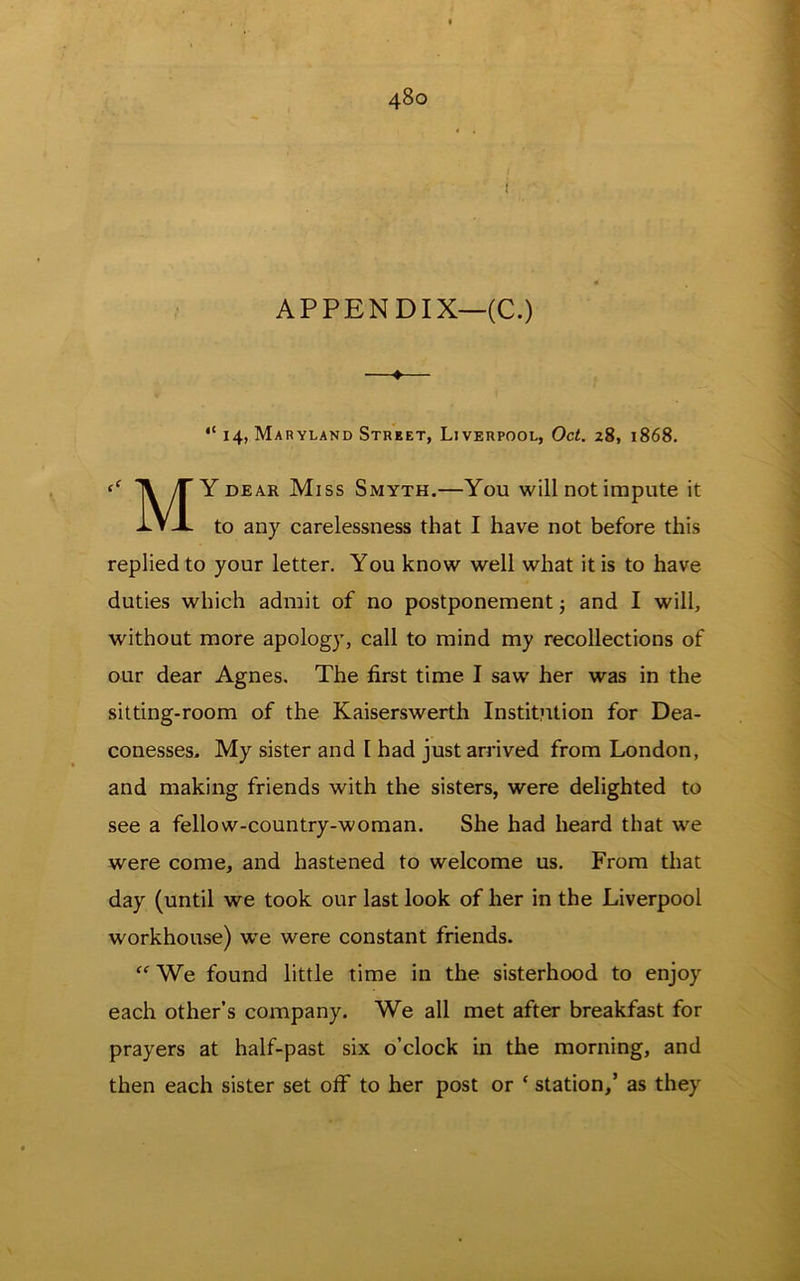 480
APPENDIX—(C.)
“ 14, Maryland Street, Liverpool, Oct. 28, 1868.
“ MY dear Miss Smyth.—You will not impute it
to any carelessness that I have not before this
replied to your letter. You know well what it is to have
duties which admit of no postponement; and I will,
without more apology, call to mind my recollections of
our dear Agnes. The first time I saw her was in the
sitting-room of the Kaiserswerth Institution for Dea-
conesses. My sister and I had just arrived from London,
and making friends with the sisters, were delighted to
see a fellow-country-woman. She had heard that we
were come, and hastened to welcome us. From that
day (until we took our last look of her in the Liverpool
workhouse) we were constant friends.
“ We found little time in the sisterhood to enjoy
each other’s company. We all met after breakfast for
prayers at half-past six o’clock in the morning, and
then each sister set off to her post or ‘ station,’ as they